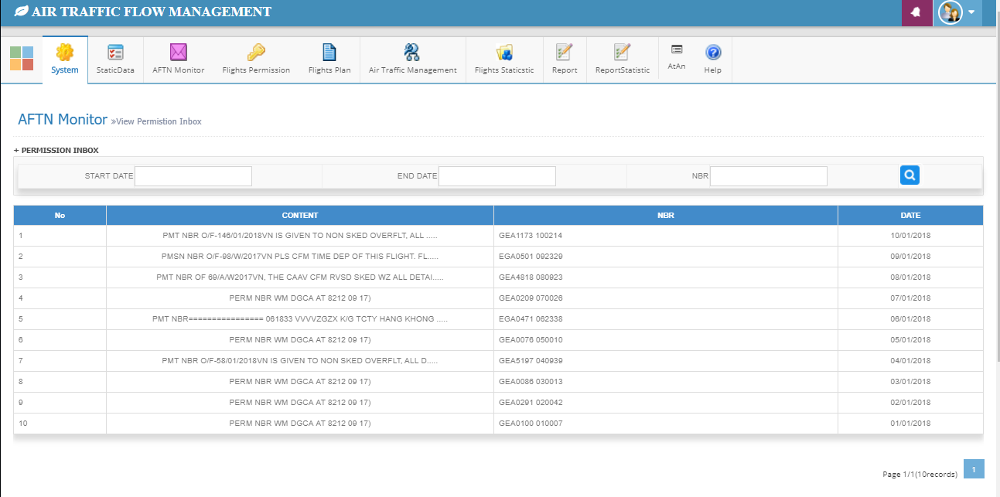 AIR TRAFFIC FLOW MANAGEMENT
System StaticData AFTN Monitor Flights Permission Flights Plan Air Traffic Management Flights Staticstic Report ReportStatistic AtAn Help
AFTN Monitor »View Permistion Inbox
+ PERMISSION INBOX
START DATE END DATE NBR
No CONTENT NBR DATE
1 PMT NBR O/F-146/01/2018VN IS GIVEN TO NON SKED OVERFLT, ALL ..... GEA1173 100214 10/01/2018
2 PMSN NBR O/F-98/W/2017VN PLS CFM TIME DEP OF THIS FLIGHT. FL..... EGA0501 092329 09/01/2018
3 PMT NBR OF 69/A/W2017VN, THE CAAV CFM RVSD SKED WZ ALL DETAI..... GEA4818 080923 08/01/2018
4 PERM NBR WM DGCA AT 8212 09 17) GEA0209 070026 07/01/2018
5 PMT NBR================ 061833 VVVVZGZX K/G TCTY HANG KHONG ..... EGA0471 062338 06/01/2018
6 PERM NBR WM DGCA AT 8212 09 17) GEA0076 050010 05/01/2018
7 PMT NBR O/F-58/01/2018VN IS GIVEN TO NON SKED OVERFLT, ALL D..... GEA5197 040939 04/01/2018
8 PERM NBR WM DGCA AT 8212 09 17) GEA0086 030013 03/01/2018
9 PERM NBR WM DGCA AT 8212 09 17) GEA0291 020042 02/01/2018
10 PERM NBR WM DGCA AT 8212 09 17) GEA0100 010007 01/01/2018
Page 1/1(10records) 1